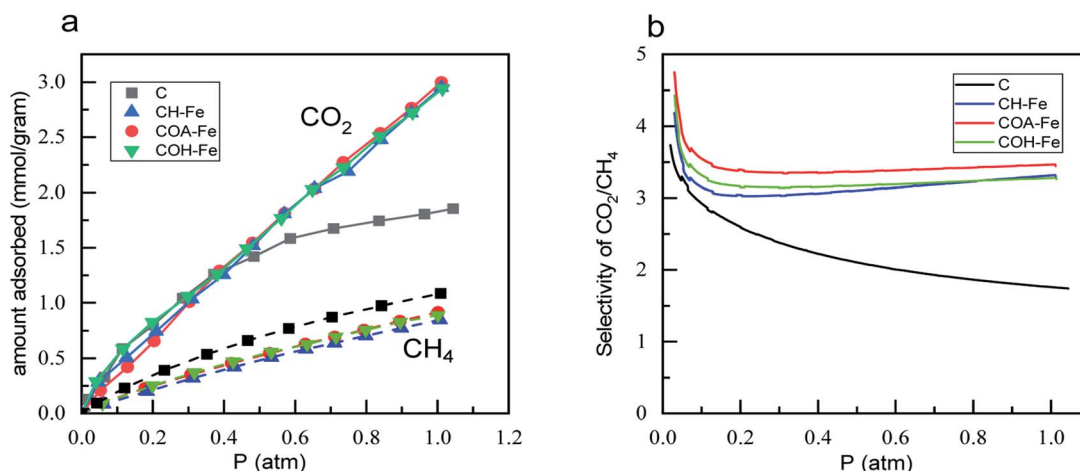 a
amount adsorbed (mmol/gram)
3.0
2.5
2.0
1.5
1.0
0.5
0.0
C
CH-Fe
COA-Fe
COH-Fe
CO₂
CH₄
0.0 0.2 0.4 0.6 0.8 1.0 1.2
P (atm)
b
Selectivity of CO₂/CH₄
5
4
3
2
1
0
C
CH-Fe
COA-Fe
COH-Fe
0.0 0.2 0.4 0.6 0.8 1.0
P (atm)